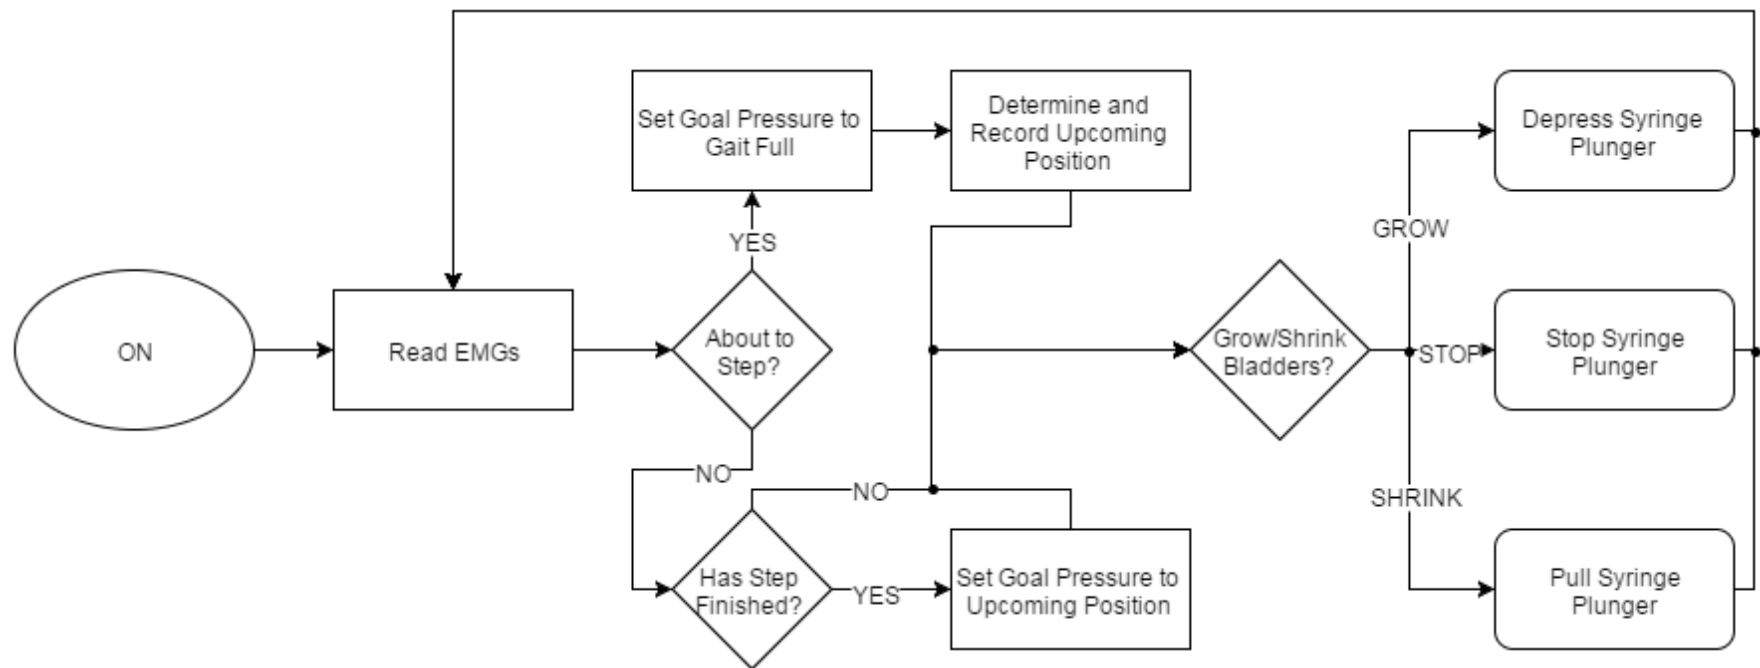 ON
Read EMGs
About to
Step?
YES
Set Goal Pressure to
Gait Full
Determine and
Record Upcoming
Position
NO
Has Step
Finished?
NO
YES
Set Goal Pressure to
Upcoming Position
Grow/Shrink
Bladders?
GROW
Depress Syringe
Plunger
STOP
Stop Syringe
Plunger
SHRINK
Pull Syringe
Plunger